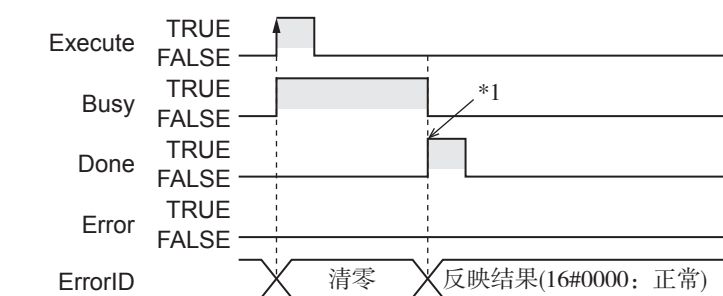 Execute TRUE
FALSE
Busy TRUE
FALSE
*1
Done TRUE
FALSE
Error TRUE
FALSE
ErrorID 清零 反映结果(16#0000：正常)